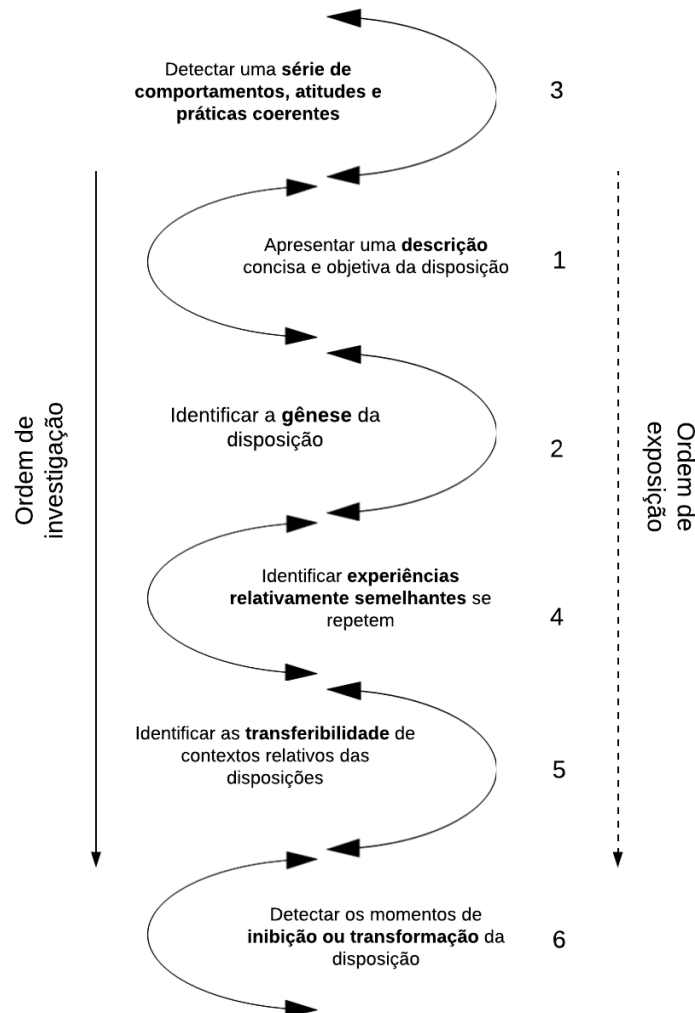 Detectar uma série de
comportamentos, atitudes e
práticas coerentes
3
Apresentar uma descrição
concisa e objetiva da disposição
1
Identificar a gênese da
disposição
2
Identificar experiências
relativamente semelhantes se
repetem
4
Identificar as transferibilidade de
contextos relativos das
disposições
5
Detectar os momentos de
inibição ou transformação da
disposição
6
Ordem de
investigação
Ordem de
exposição